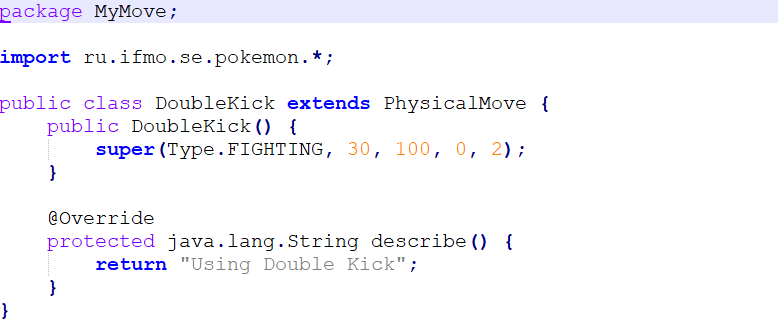 package MyMove;
import ru.ifmo.se.pokemon.*;
public class DoubleKick extends PhysicalMove {
public DoubleKick() {
super(Type.FIGHTING, 30, 100, 0, 2);
}
@Override
protected java.lang.String describe() {
return "Using Double Kick";
}
}